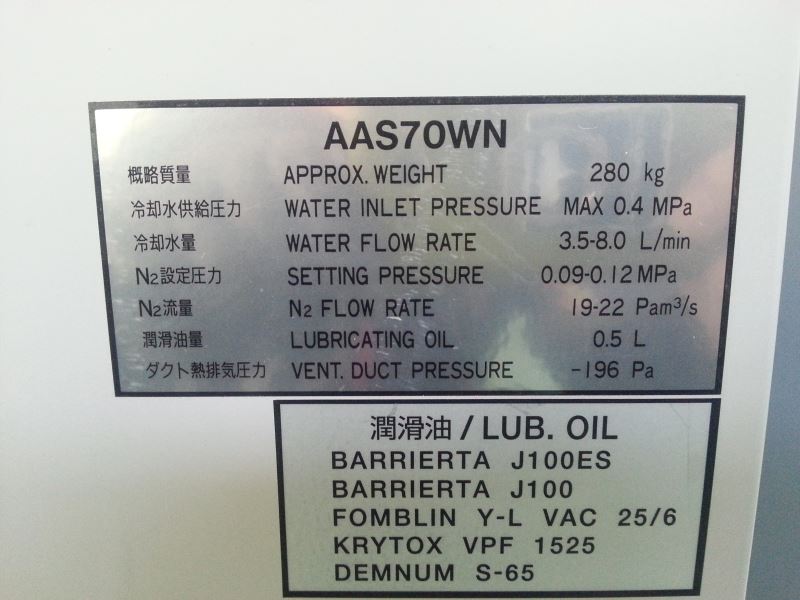 AAS70WN
概略質量 APPROX. WEIGHT 280 kg
冷却水供給圧力 WATER INLET PRESSURE MAX 0.4 MPa
冷却水量 WATER FLOW RATE 3.5-8.0 L/min
N₂設定圧力 SETTING PRESSURE 0.09-0.12 MPa
N₂流量 N₂ FLOW RATE 19-22 Pam³/s
潤滑油量 LUBRICATING OIL 0.5 L
ダクト熱排気圧力 VENT. DUCT PRESSURE -196 Pa
潤滑油 / LUB. OIL
BARRIERTA J100ES
BARRIERTA J100
FOMBLIN Y-L VAC 25/6
KRYTOX VPF 1525
DEMNUM S-65